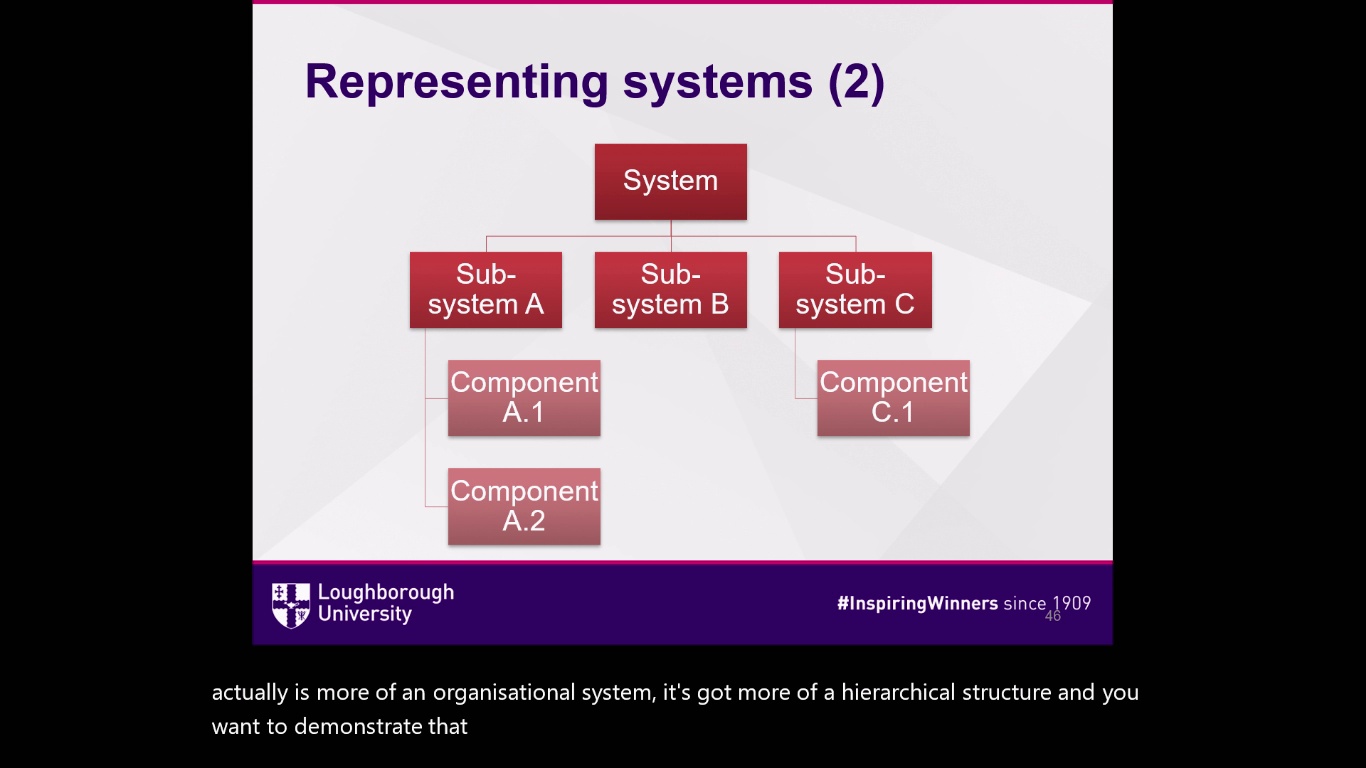 Representing systems (2)
System
Sub-
system A
Sub-
system B
Sub-
system C
Component
A.1
Component
C.1
Component
A.2
Loughborough
University
#InspiringWinners since 1909
46
actually is more of an organisational system, it's got more of a hierarchical structure and you
want to demonstrate that